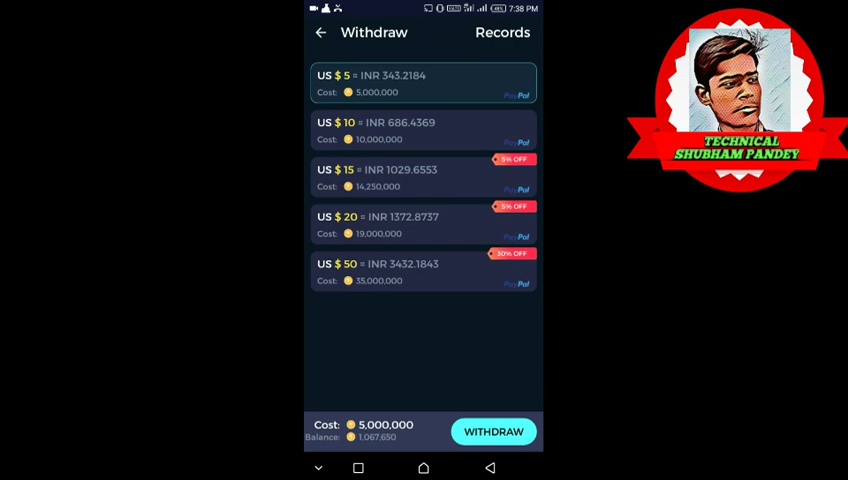 7:38 PM
Withdraw Records
US $ 5 = INR 343.2184
Cost: 5,000,000
PayPal
US $ 10 = INR 686.4369
Cost: 10,000,000
PayPal
5% OFF
US $ 15 = INR 1029.6553
Cost: 14,250,000
PayPal
5% OFF
US $ 20 = INR 1372.8737
Cost: 19,000,000
PayPal
30% OFF
US $ 50 = INR 3432.1843
Cost: 35,000,000
PayPal
Cost: 5,000,000
Balance: 1,067,650
WITHDRAW
TECHNICAL
SHUBHAM PANDEY